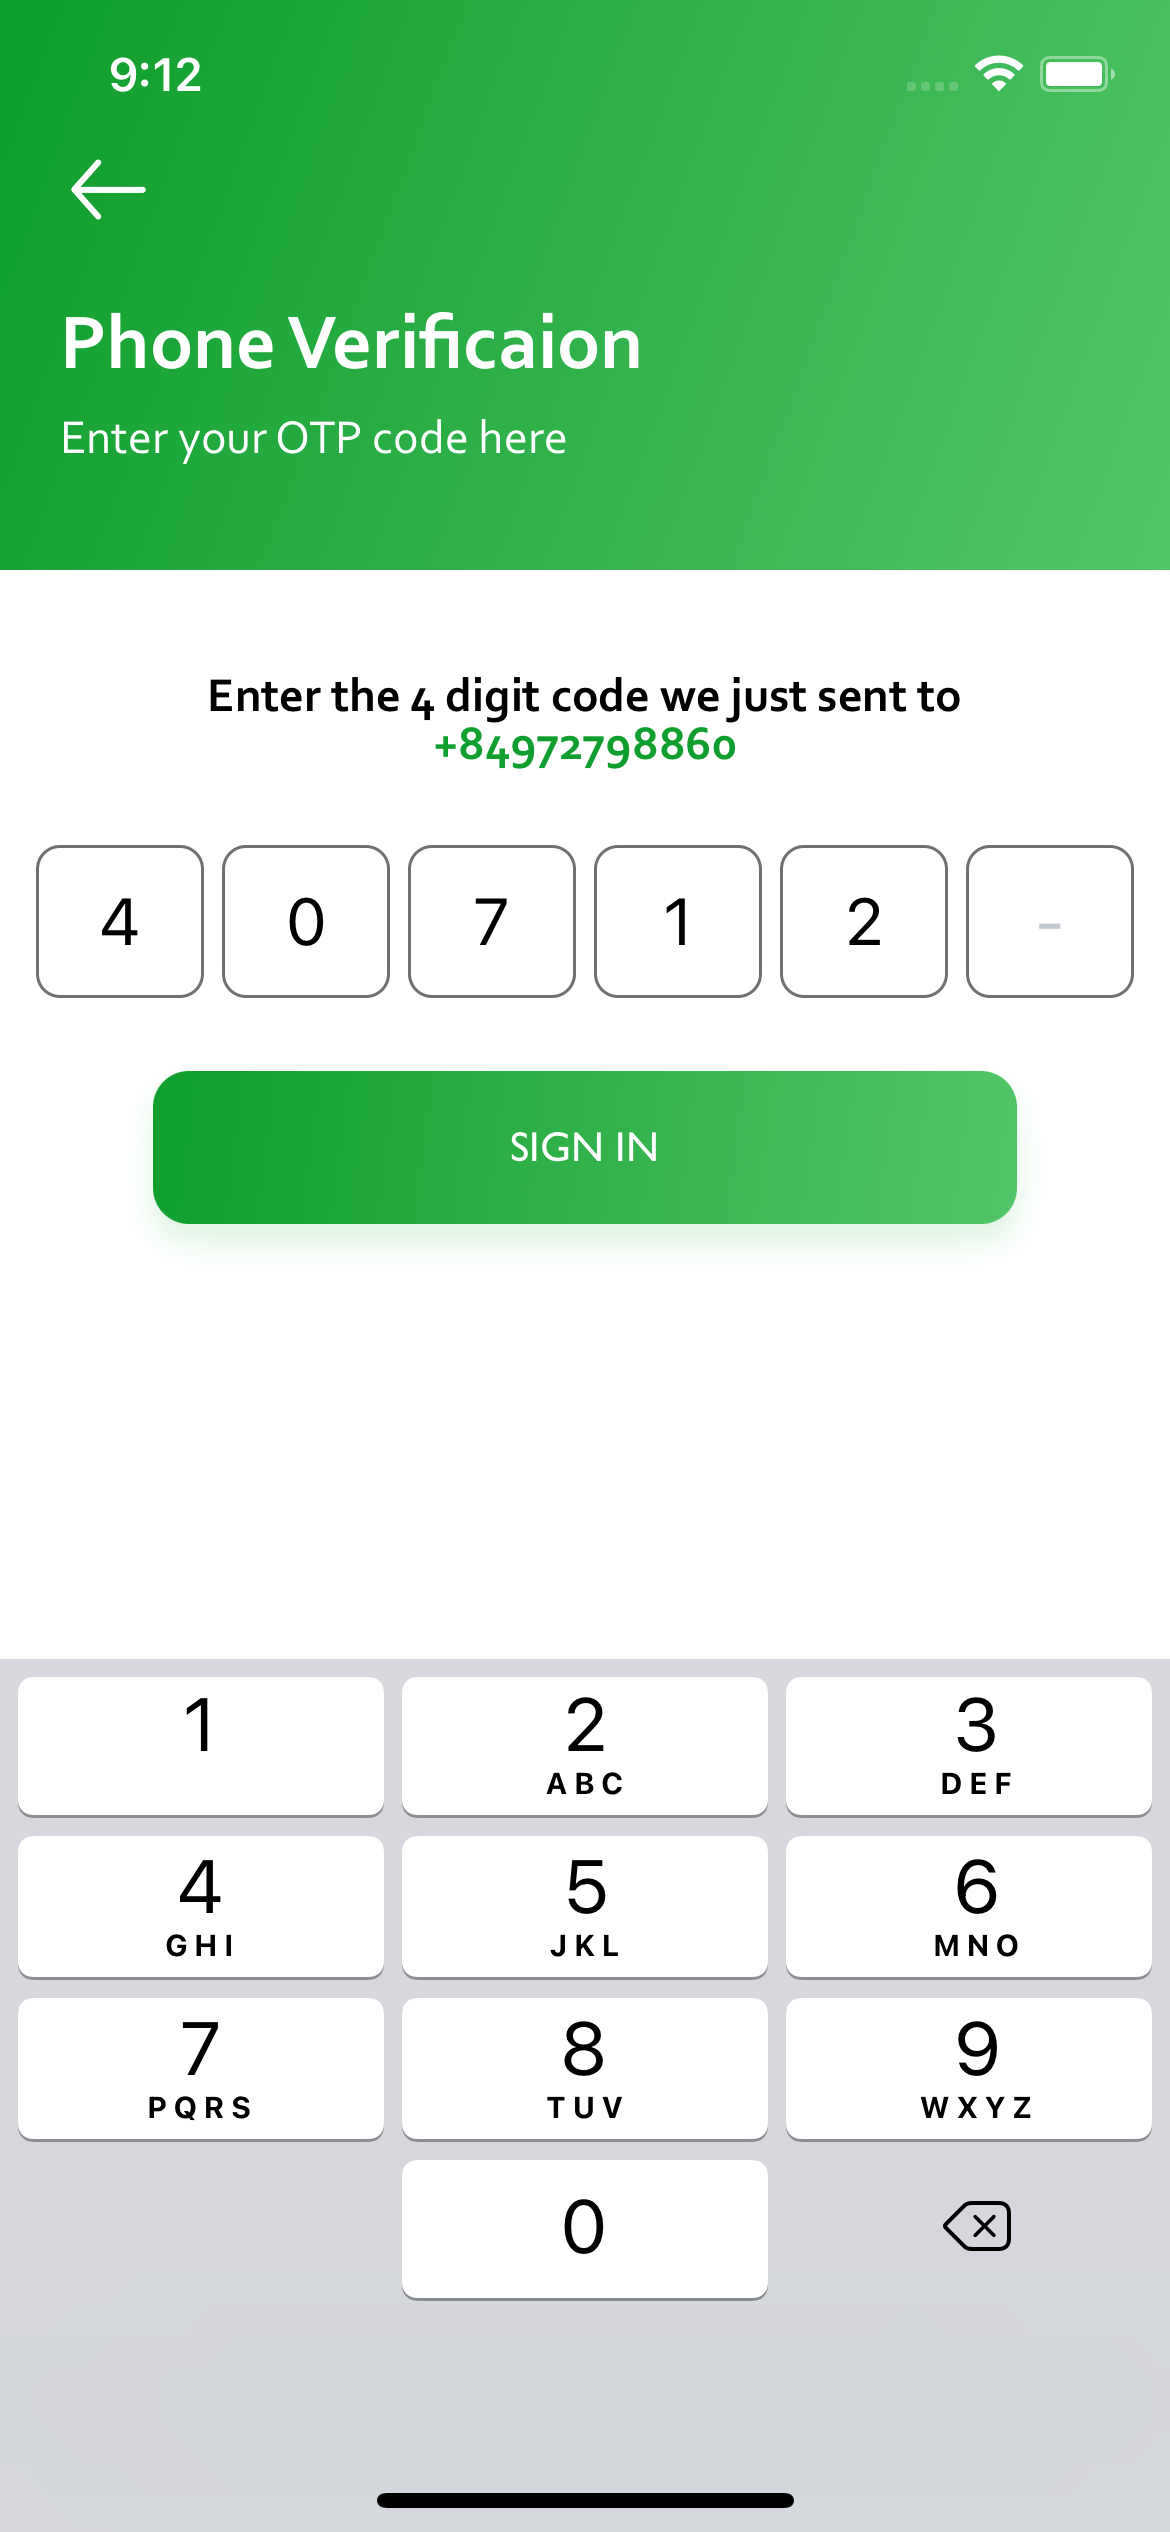 9:12
Phone Verificaion
Enter your OTP code here
Enter the 4 digit code we just sent to
+84972798860
4 0 7 1 2 -
SIGN IN
1 2 3
ABC DEF
4 5 6
GHI JKL MNO
7 8 9
PQRS TUV WXYZ
0